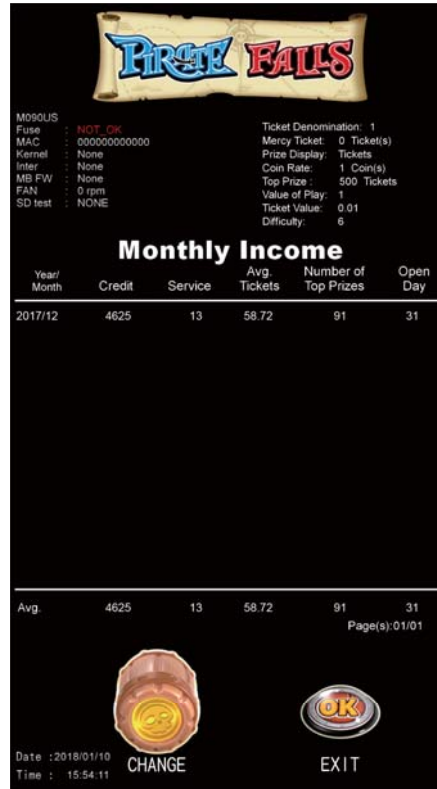 PIRATE FALLS
M090US
Fuse : NOT_OK
MAC : 000000000000
Kernel : None
Inter : None
MB FW : None
FAN : 0 rpm
SD test : NONE
Ticket Denomination: 1
Mercy Ticket: 0 Ticket(s)
Prize Display: Tickets
Coin Rate: 1 Coin(s)
Top Prize : 500 Tickets
Value of Play: 1
Ticket Value: 0.01
Difficulty: 6
Monthly Income
Year/Month Credit Service Avg. Tickets Number of Top Prizes Open Day
2017/12 4625 13 58.72 91 31
Avg. 4625 13 58.72 91 31
Page(s):01/01
OK
Date :2018/01/10
Time : 15:54:11
CHANGE
EXIT